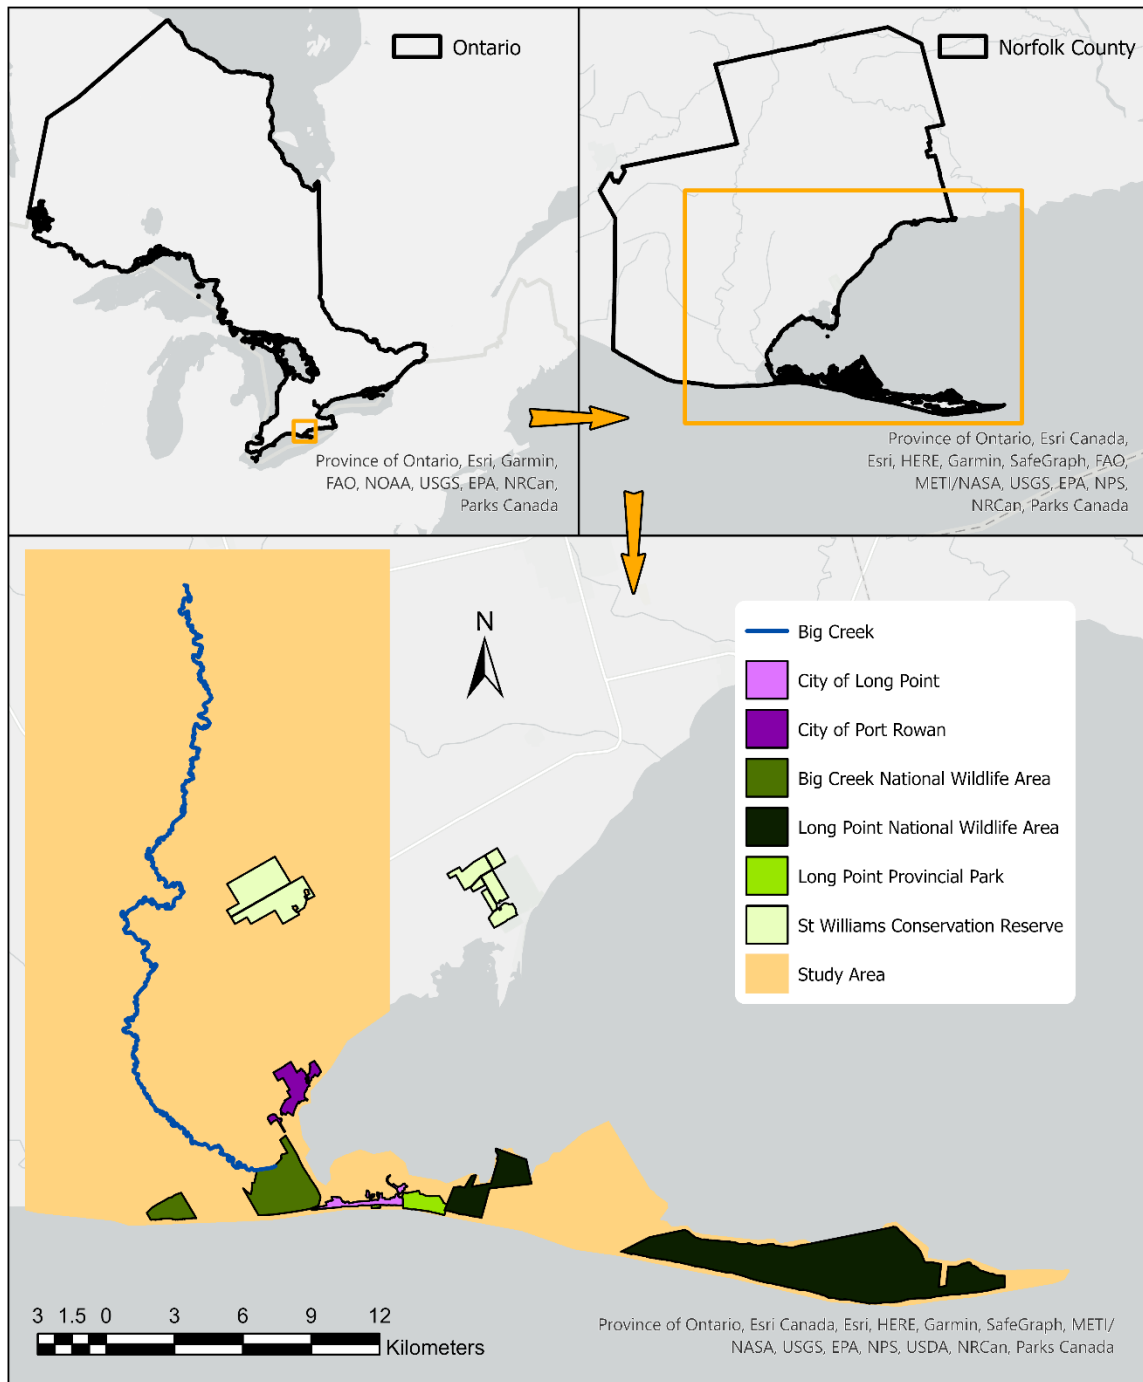 Ontario
Province of Ontario, Esri, Garmin,
FAO, NOAA, USGS, EPA, NRCan,
Parks Canada
Norfolk County
Province of Ontario, Esri Canada,
Esri, HERE, Garmin, SafeGraph, FAO,
METI/NASA, USGS, EPA, NPS,
NRCan, Parks Canada
N
Big Creek
City of Long Point
City of Port Rowan
Big Creek National Wildlife Area
Long Point National Wildlife Area
Long Point Provincial Park
St Williams Conservation Reserve
Study Area
3 1.5 0 3 6 9 12
Kilometers
Province of Ontario, Esri Canada, Esri, HERE, Garmin, SafeGraph, METI/
NASA, USGS, EPA, NPS, USDA, NRCan, Parks Canada